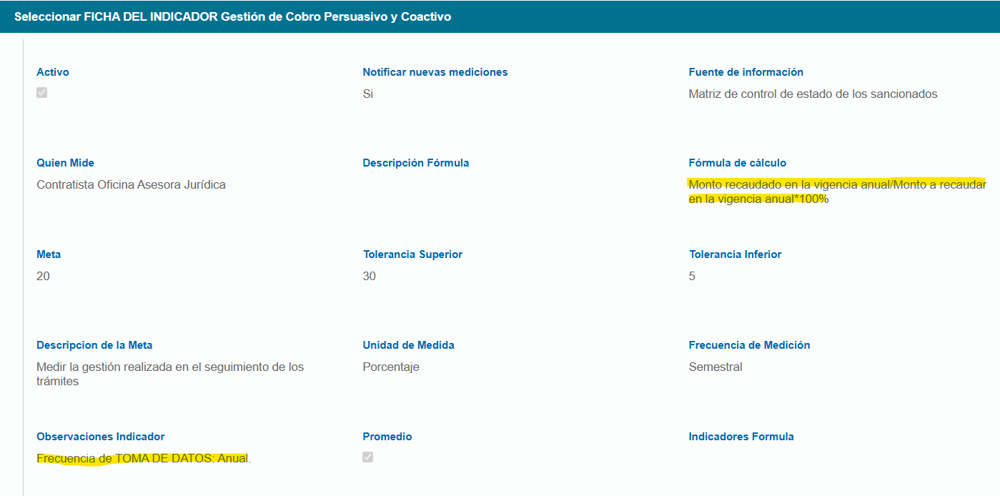 Seleccionar FICHA DEL INDICADOR Gestión de Cobro Persuasivo y Coactivo
Activo
Notificar nuevas mediciones
Si
Fuente de información
Matriz de control de estado de los sancionados
Quien Mide
Contratista Oficina Asesora Jurídica
Descripción Fórmula
Fórmula de cálculo
Monto recaudado en la vigencia anual/Monto a recaudar
en la vigencia anual*100%
Meta
20
Tolerancia Superior
30
Tolerancia Inferior
5
Descripcion de la Meta
Medir la gestión realizada en el seguimiento de los
trámites
Unidad de Medida
Porcentaje
Frecuencia de Medición
Semestral
Observaciones Indicador
Frecuencia de TOMA DE DATOS: Anual.
Promedio
Indicadores Formula